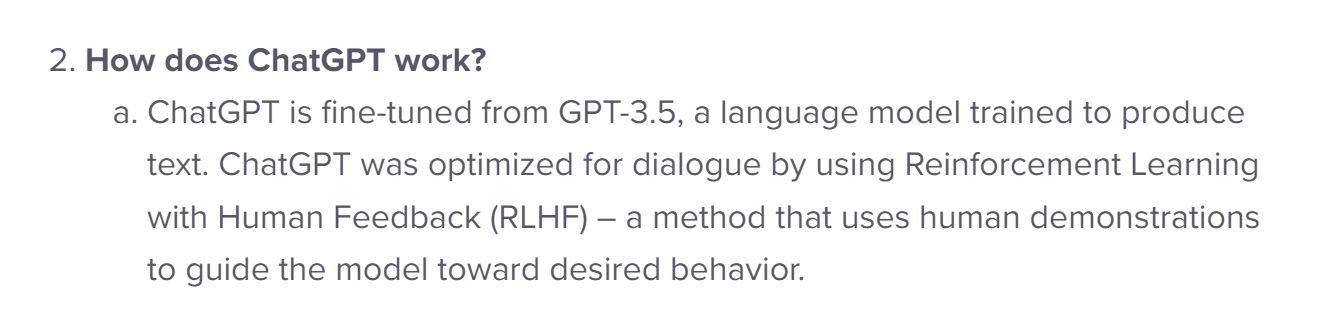 2. How does ChatGPT work?
a. ChatGPT is fine-tuned from GPT-3.5, a language model trained to produce
text. ChatGPT was optimized for dialogue by using Reinforcement Learning
with Human Feedback (RLHF) – a method that uses human demonstrations
to guide the model toward desired behavior.